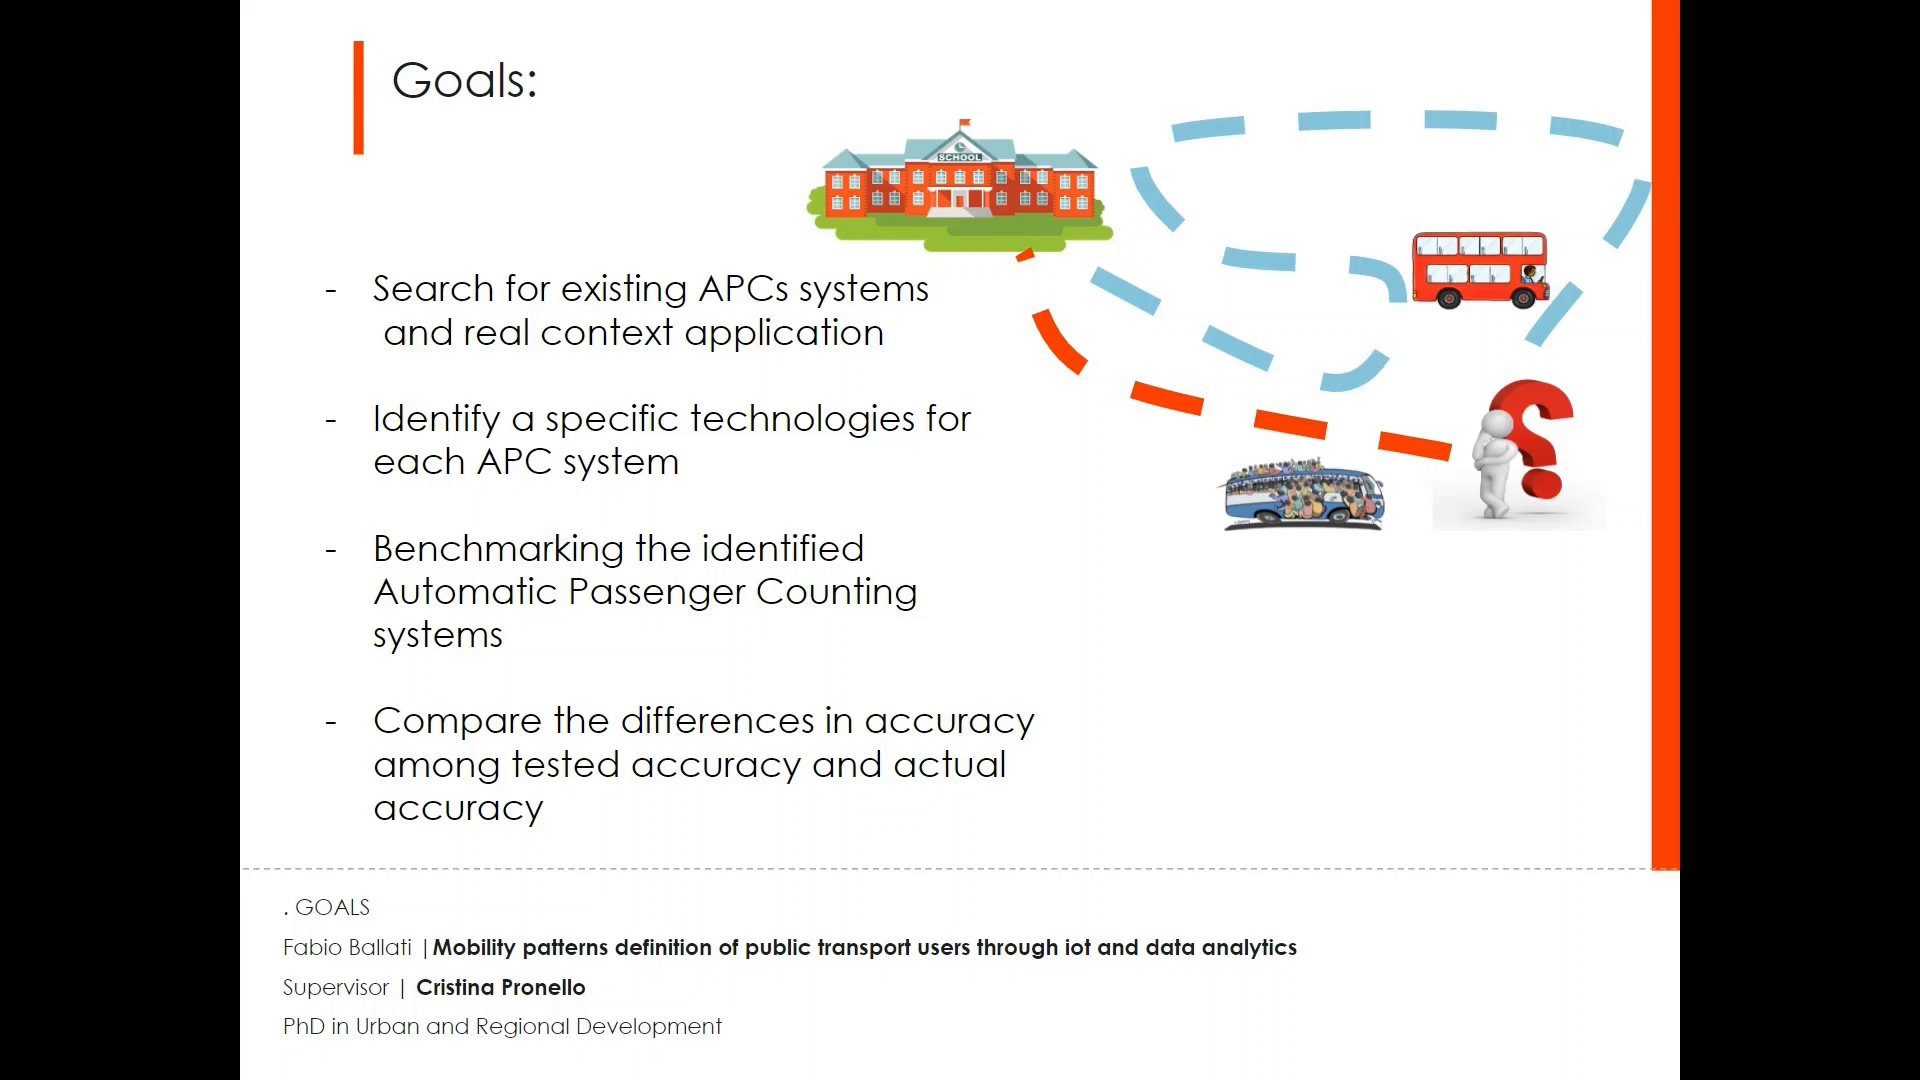 Goals:
SCHOOL
- Search for existing APCs systems
and real context application
- Identify a specific technologies for
each APC system
- Benchmarking the identified
Automatic Passenger Counting
systems
- Compare the differences in accuracy
among tested accuracy and actual
accuracy
. GOALS
Fabio Ballati |Mobility patterns definition of public transport users through iot and data analytics
Supervisor | Cristina Pronello
PhD in Urban and Regional Development